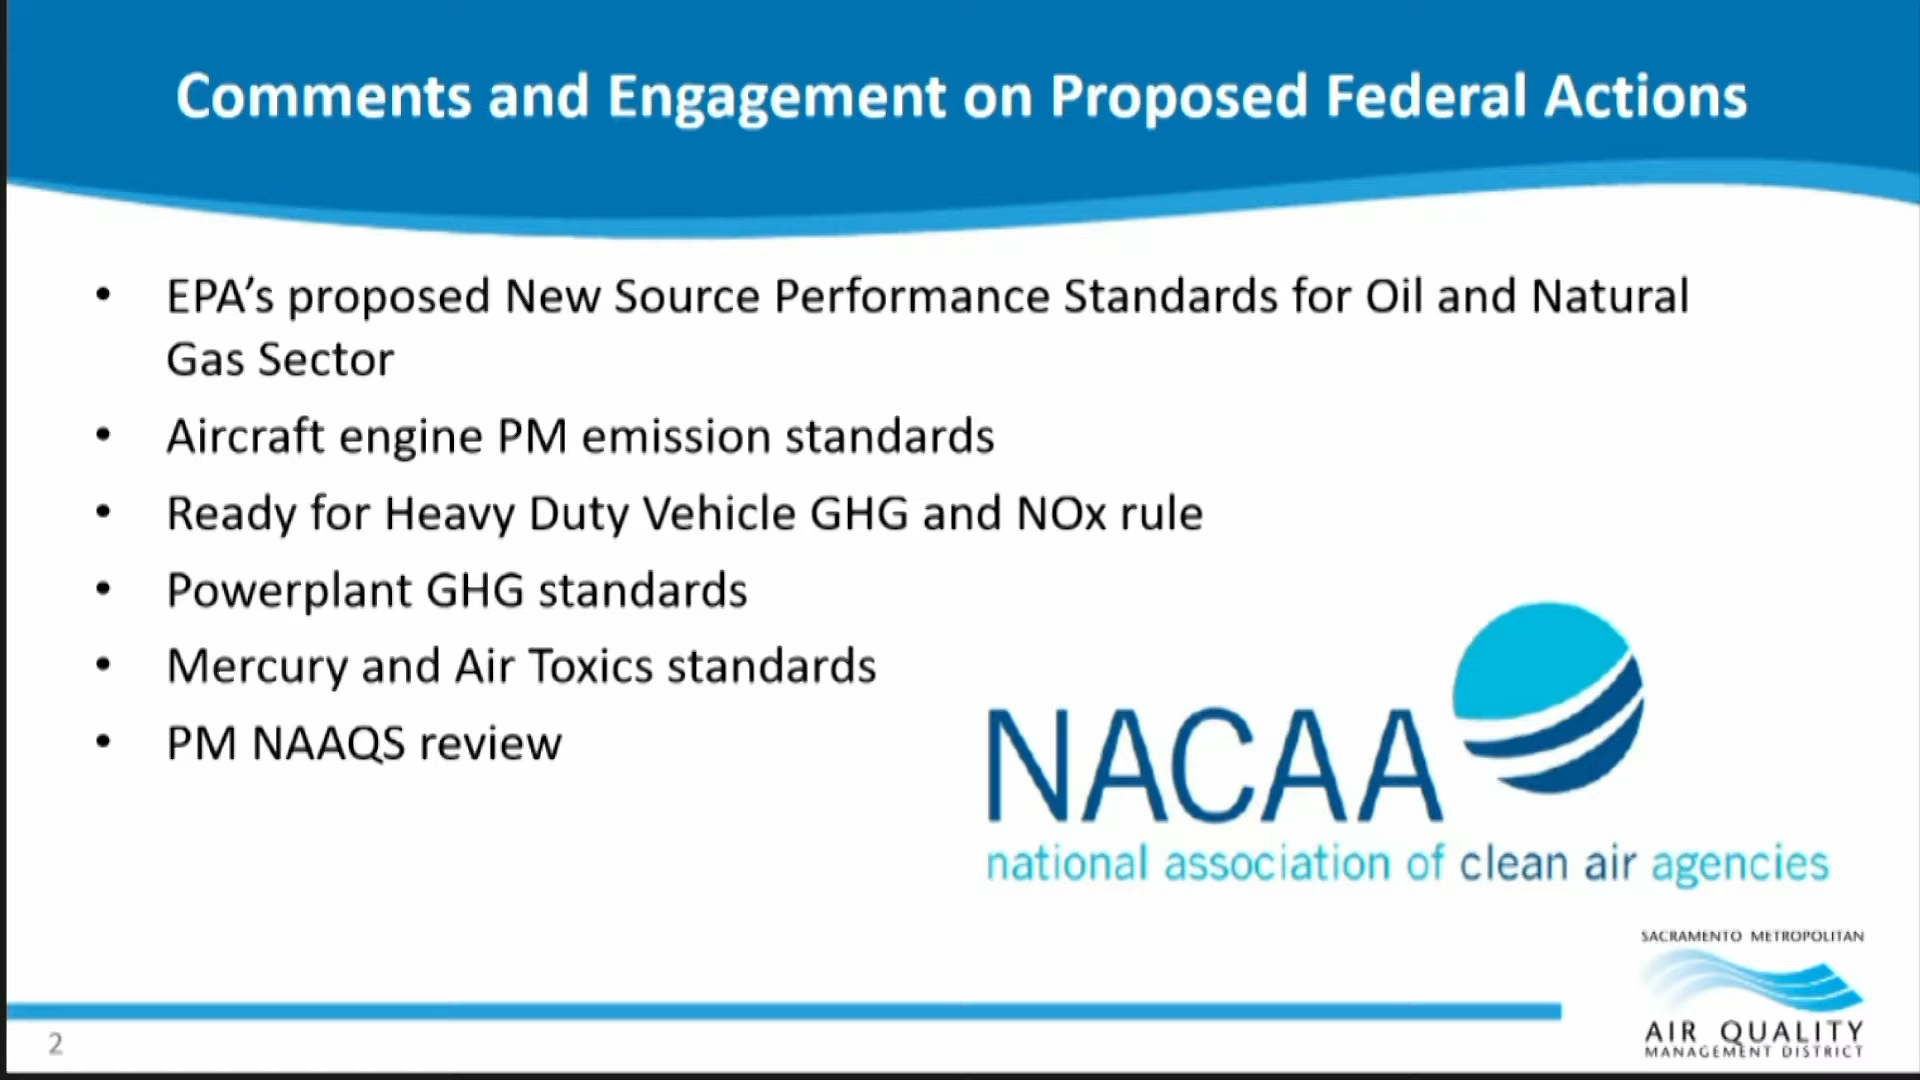 Comments and Engagement on Proposed Federal Actions
• EPA’s proposed New Source Performance Standards for Oil and Natural
Gas Sector
• Aircraft engine PM emission standards
• Ready for Heavy Duty Vehicle GHG and NOx rule
• Powerplant GHG standards
• Mercury and Air Toxics standards
• PM NAAQS review
NACAA
national association of clean air agencies
SACRAMENTO METROPOLITAN
AIR QUALITY
MANAGEMENT DISTRICT
2